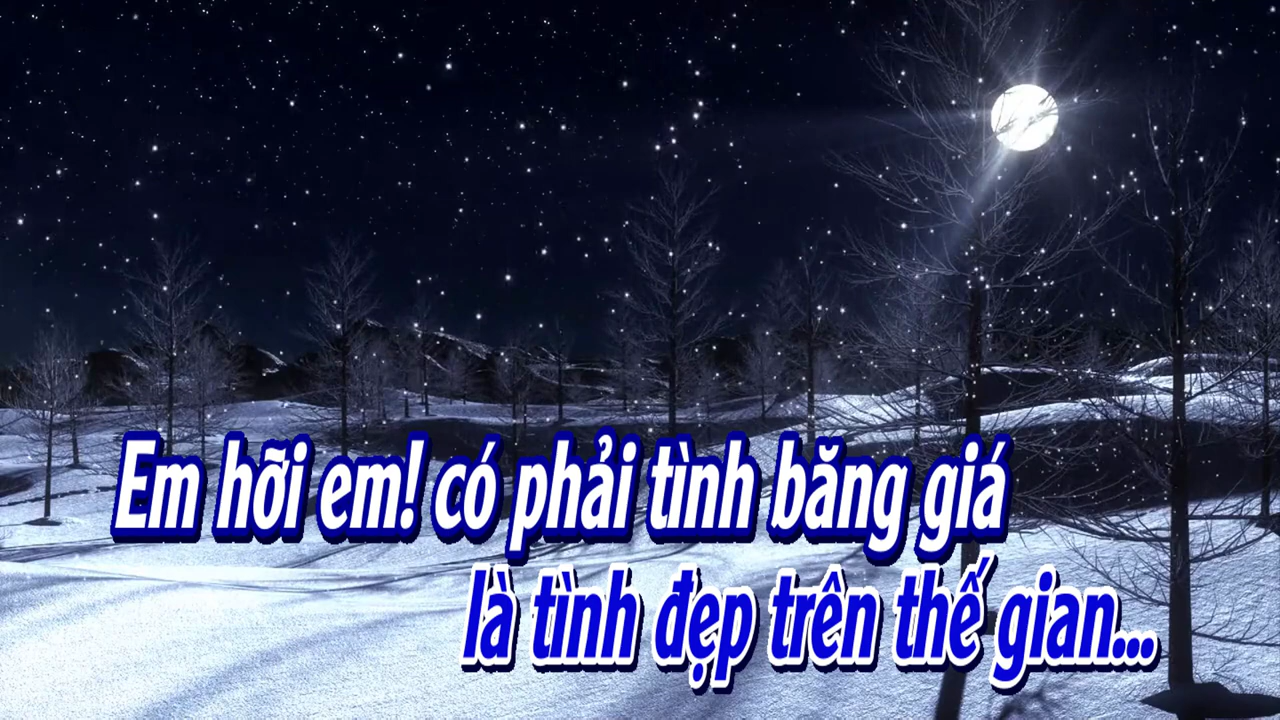 Em hỡi em! có phải tình băng giá
là tình đẹp trên thế gian...